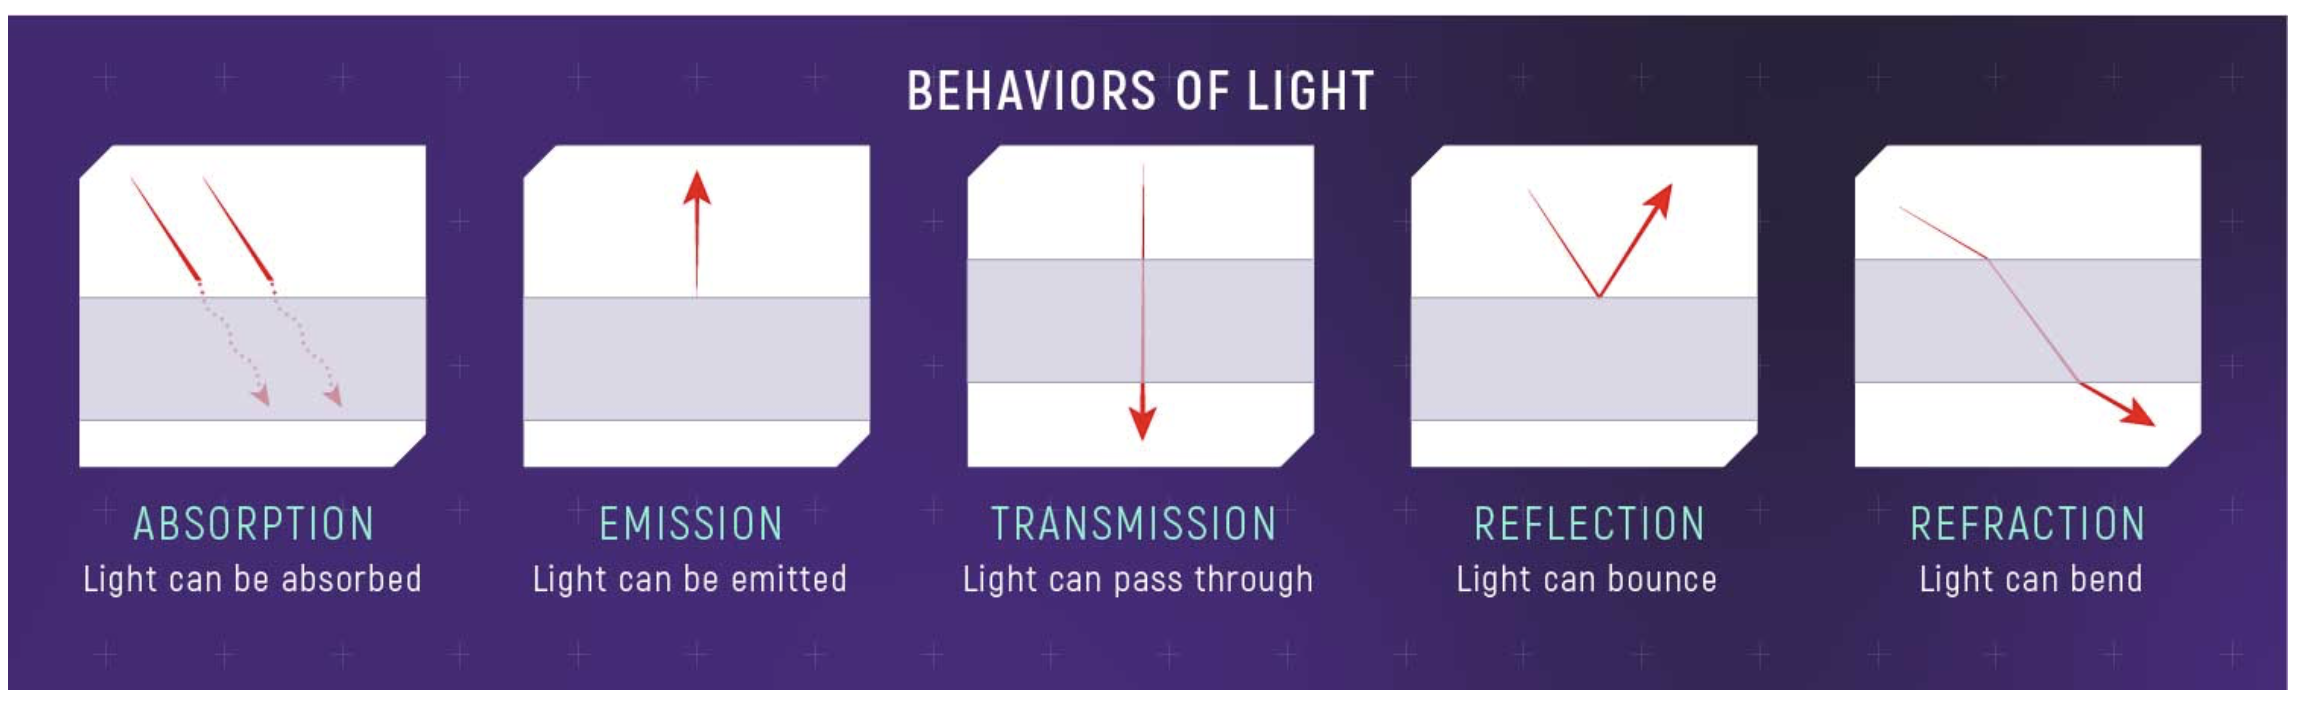 BEHAVIORS OF LIGHT
ABSORPTION
Light can be absorbed
EMISSION
Light can be emitted
TRANSMISSION
Light can pass through
REFLECTION
Light can bounce
REFRACTION
Light can bend